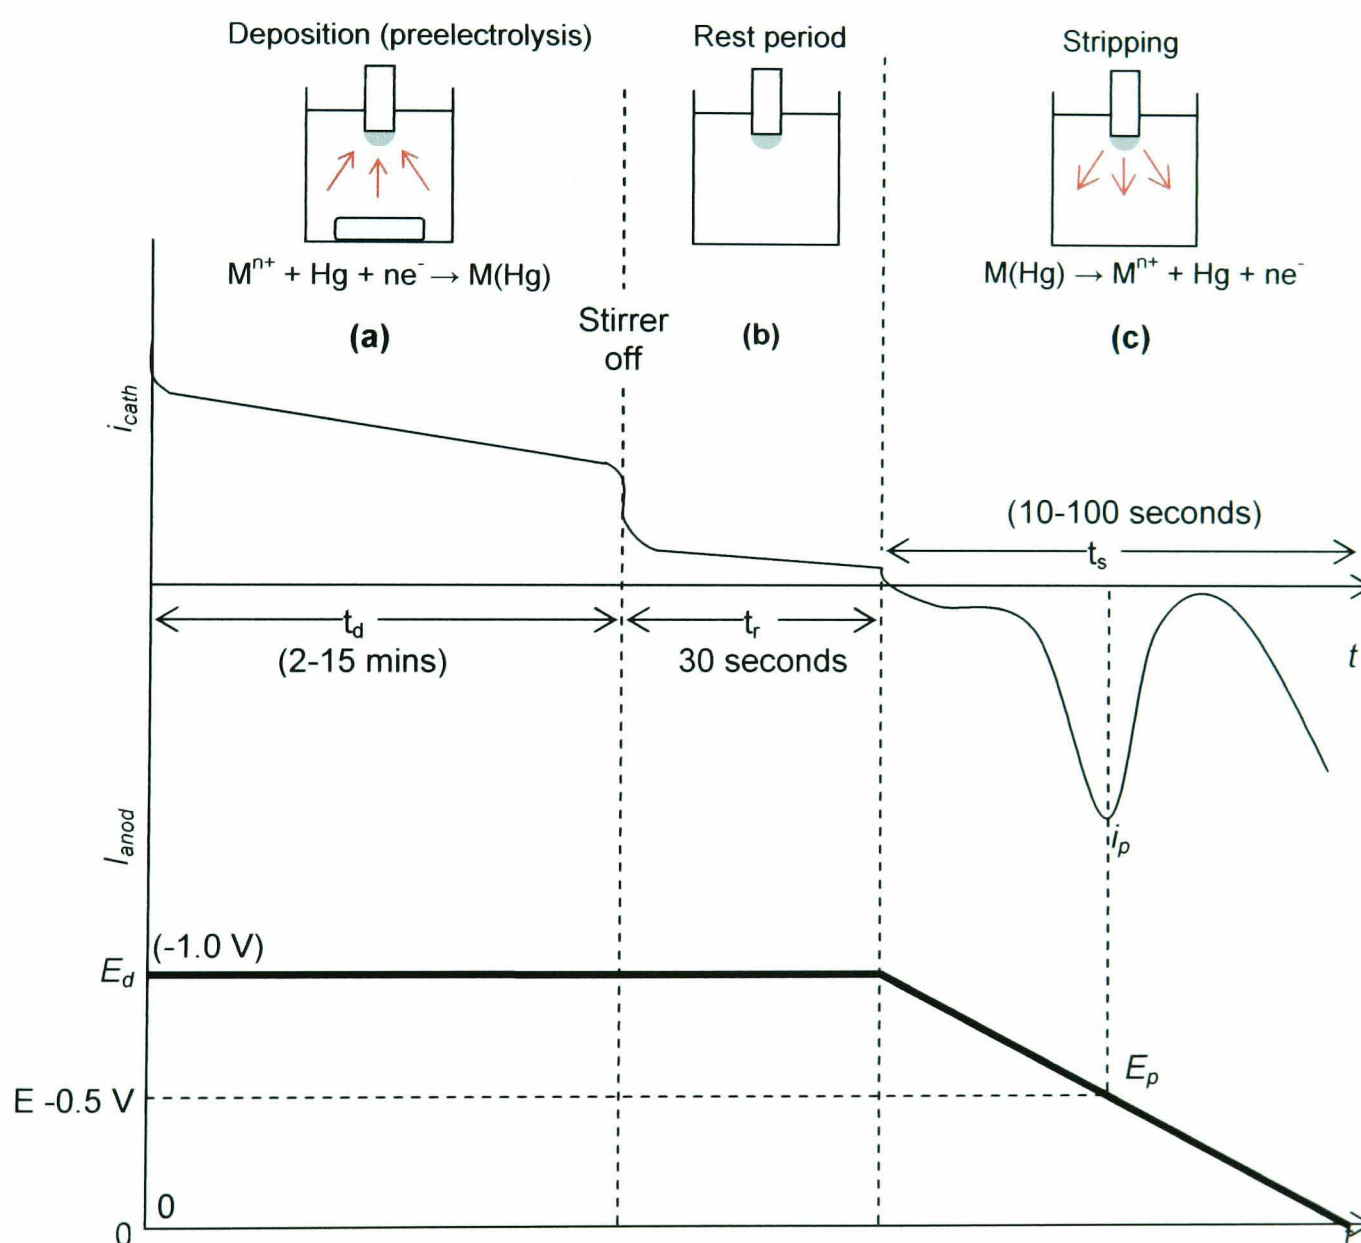 Deposition (preelectrolysis)
Rest period
Stripping
Mⁿ⁺ + Hg + ne⁻ → M(Hg)
M(Hg) → Mⁿ⁺ + Hg + ne⁻
(a)
Stirrer
off
(b)
(c)
i_cath
(10-100 seconds)
t_s
t_d
(2-15 mins)
t_r
30 seconds
t
I_anod
i_p
(-1.0 V)
E_d
E_p
E -0.5 V
0
0